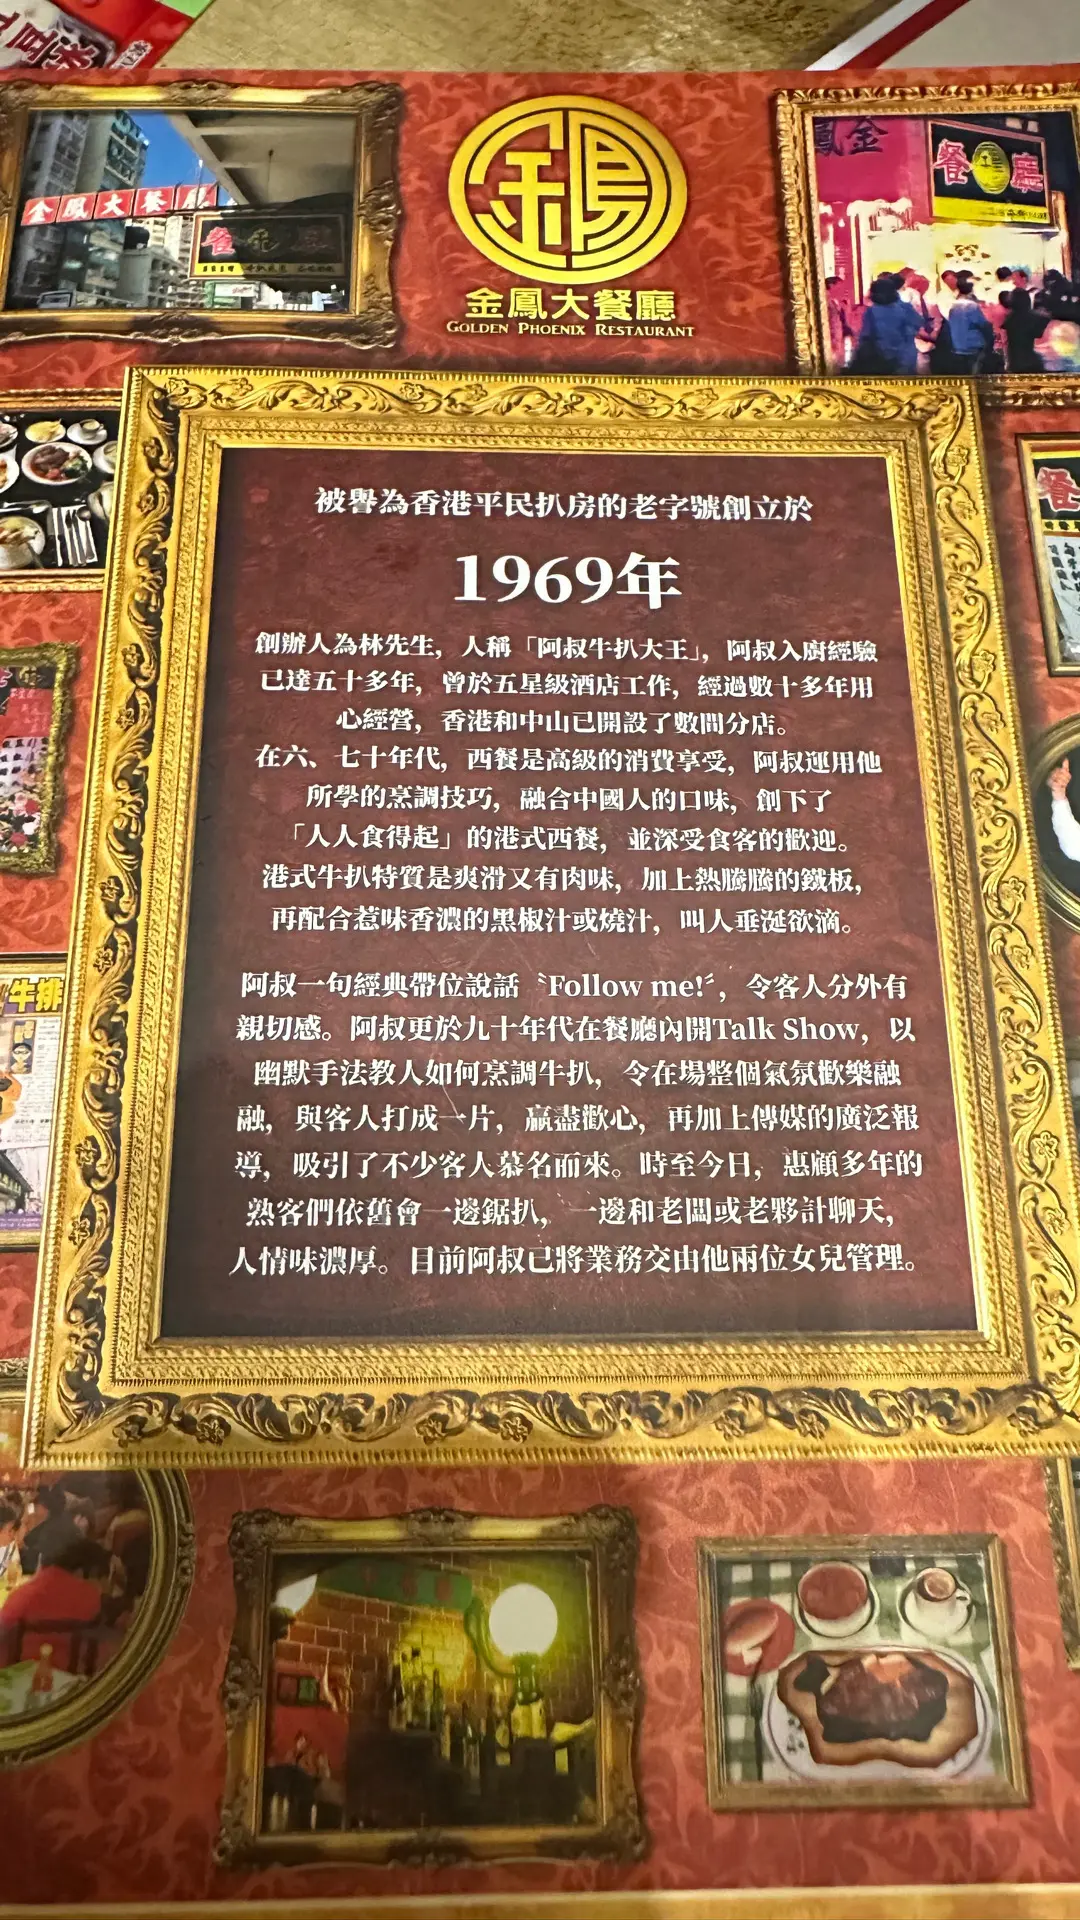 豆冰
金鳳大餐廳
餐 廳
金鳳
餐 廳
金鳳大餐廳
GOLDEN PHOENIX RESTAURANT
被譽為香港平民扒房的老字號創立於
1969年
創辦人為林先生，人稱「阿叔牛扒大王」，阿叔入廚經驗
已達五十多年，曾於五星級酒店工作，經過數十多年用
心經營，香港和中山已開設了數間分店。
在六、七十年代，西餐是高級的消費享受，阿叔運用他
所學的烹調技巧，融合中國人的口味，創下了
「人人食得起」的港式西餐，並深受食客的歡迎。
港式牛扒特質是爽滑又有肉味，加上熱騰騰的鐵板，
再配合惹味香濃的黑椒汁或燒汁，叫人垂涎欲滴。
阿叔一句經典帶位說話〝Follow me!〞，令客人分外有
親切感。阿叔更於九十年代在餐廳內開Talk Show，以
幽默手法教人如何烹調牛扒，令在場整個氣氛歡樂融
融，與客人打成一片，贏盡歡心，再加上傳媒的廣泛報
導，吸引了不少客人慕名而來。時至今日，惠顧多年的
熟客們依舊會一邊鋸扒，一邊和老闆或老夥計聊天，
人情味濃厚。目前阿叔已將業務交由他兩位女兒管理。
餐
牛排